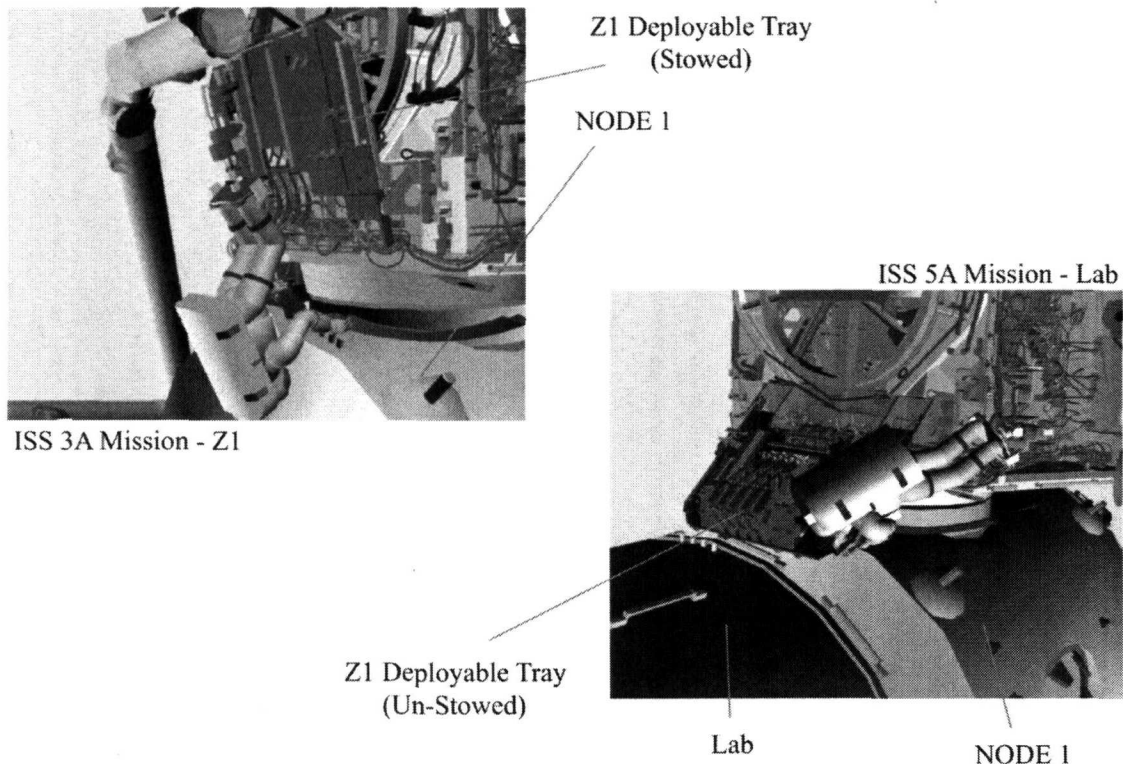 Z1 Deployable Tray
(Stowed)
NODE 1
ISS 3A Mission - Z1
ISS 5A Mission - Lab
Z1 Deployable Tray
(Un-Stowed)
Lab
NODE 1